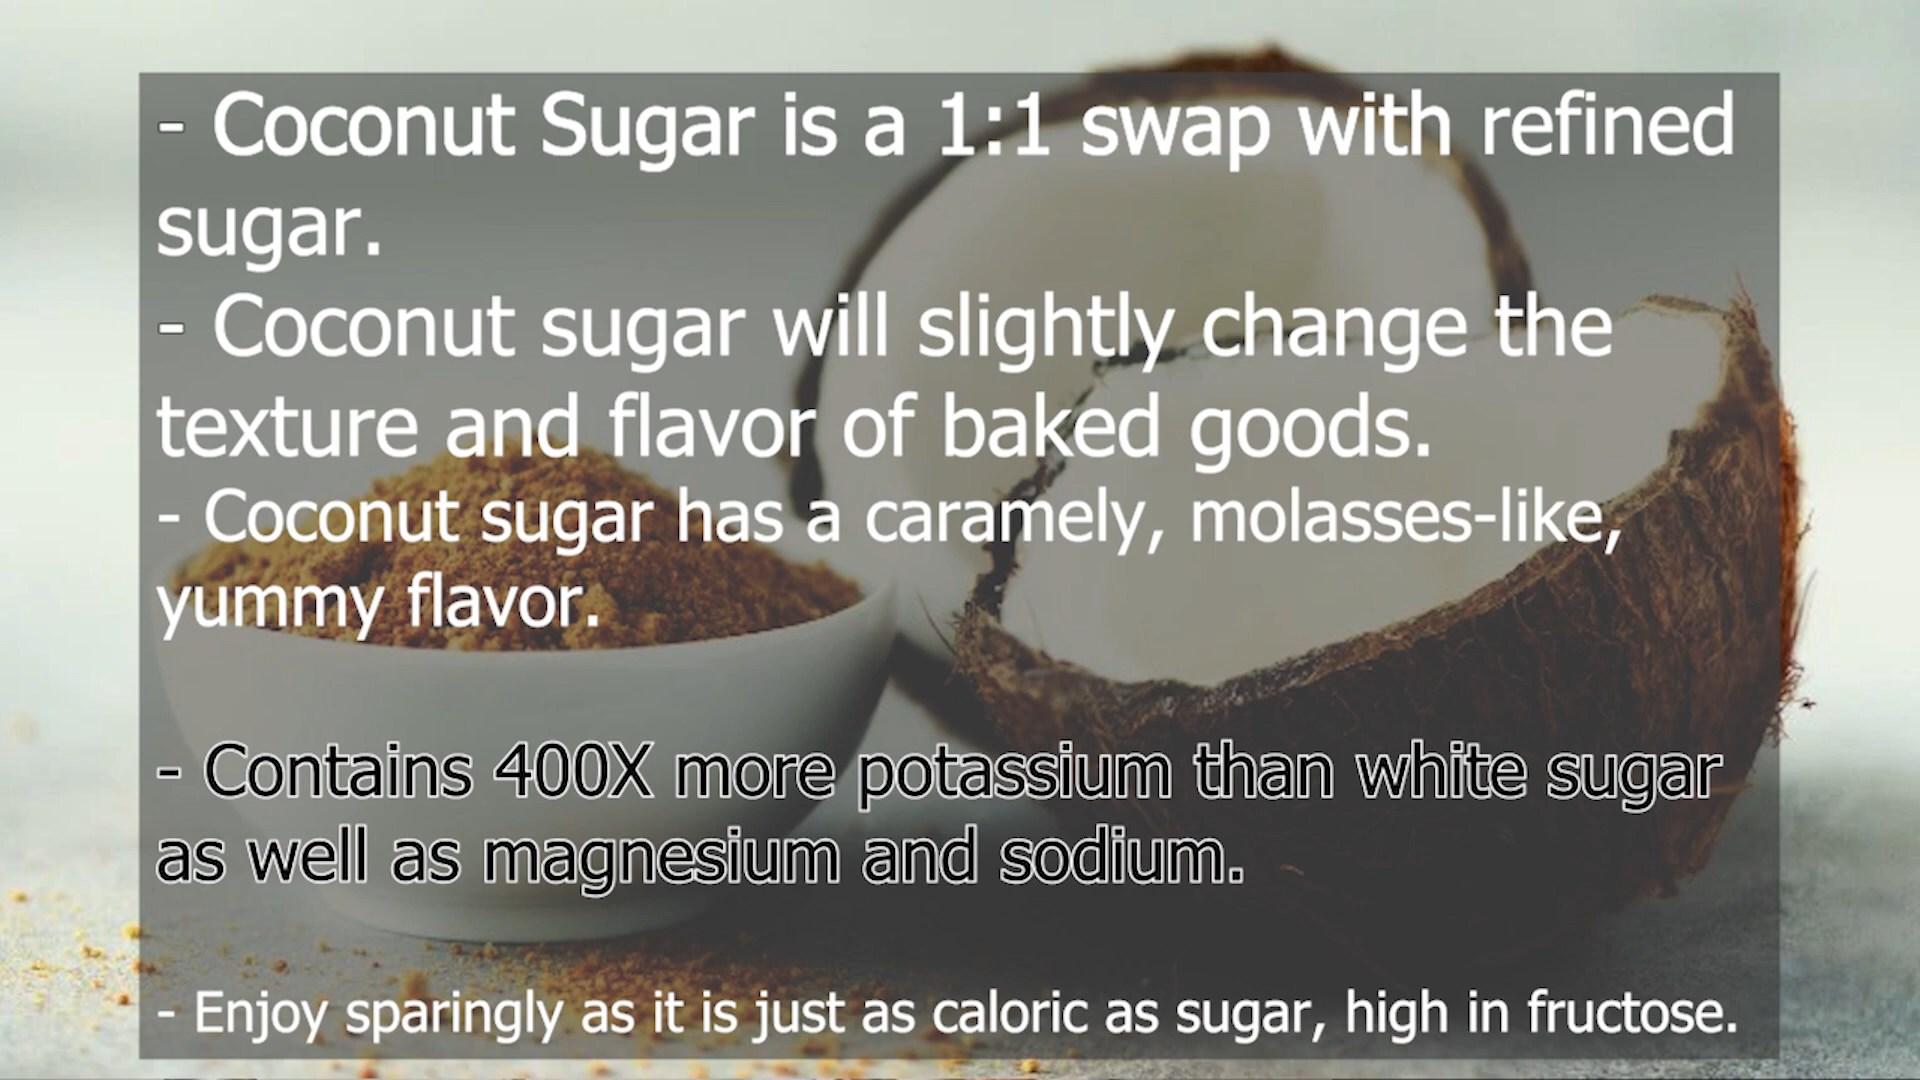 - Coconut Sugar is a 1:1 swap with refined
sugar.
- Coconut sugar will slightly change the
texture and flavor of baked goods.
- Coconut sugar has a caramely, molasses-like,
yummy flavor.
- Contains 400X more potassium than white sugar
as well as magnesium and sodium.
- Enjoy sparingly as it is just as caloric as sugar, high in fructose.